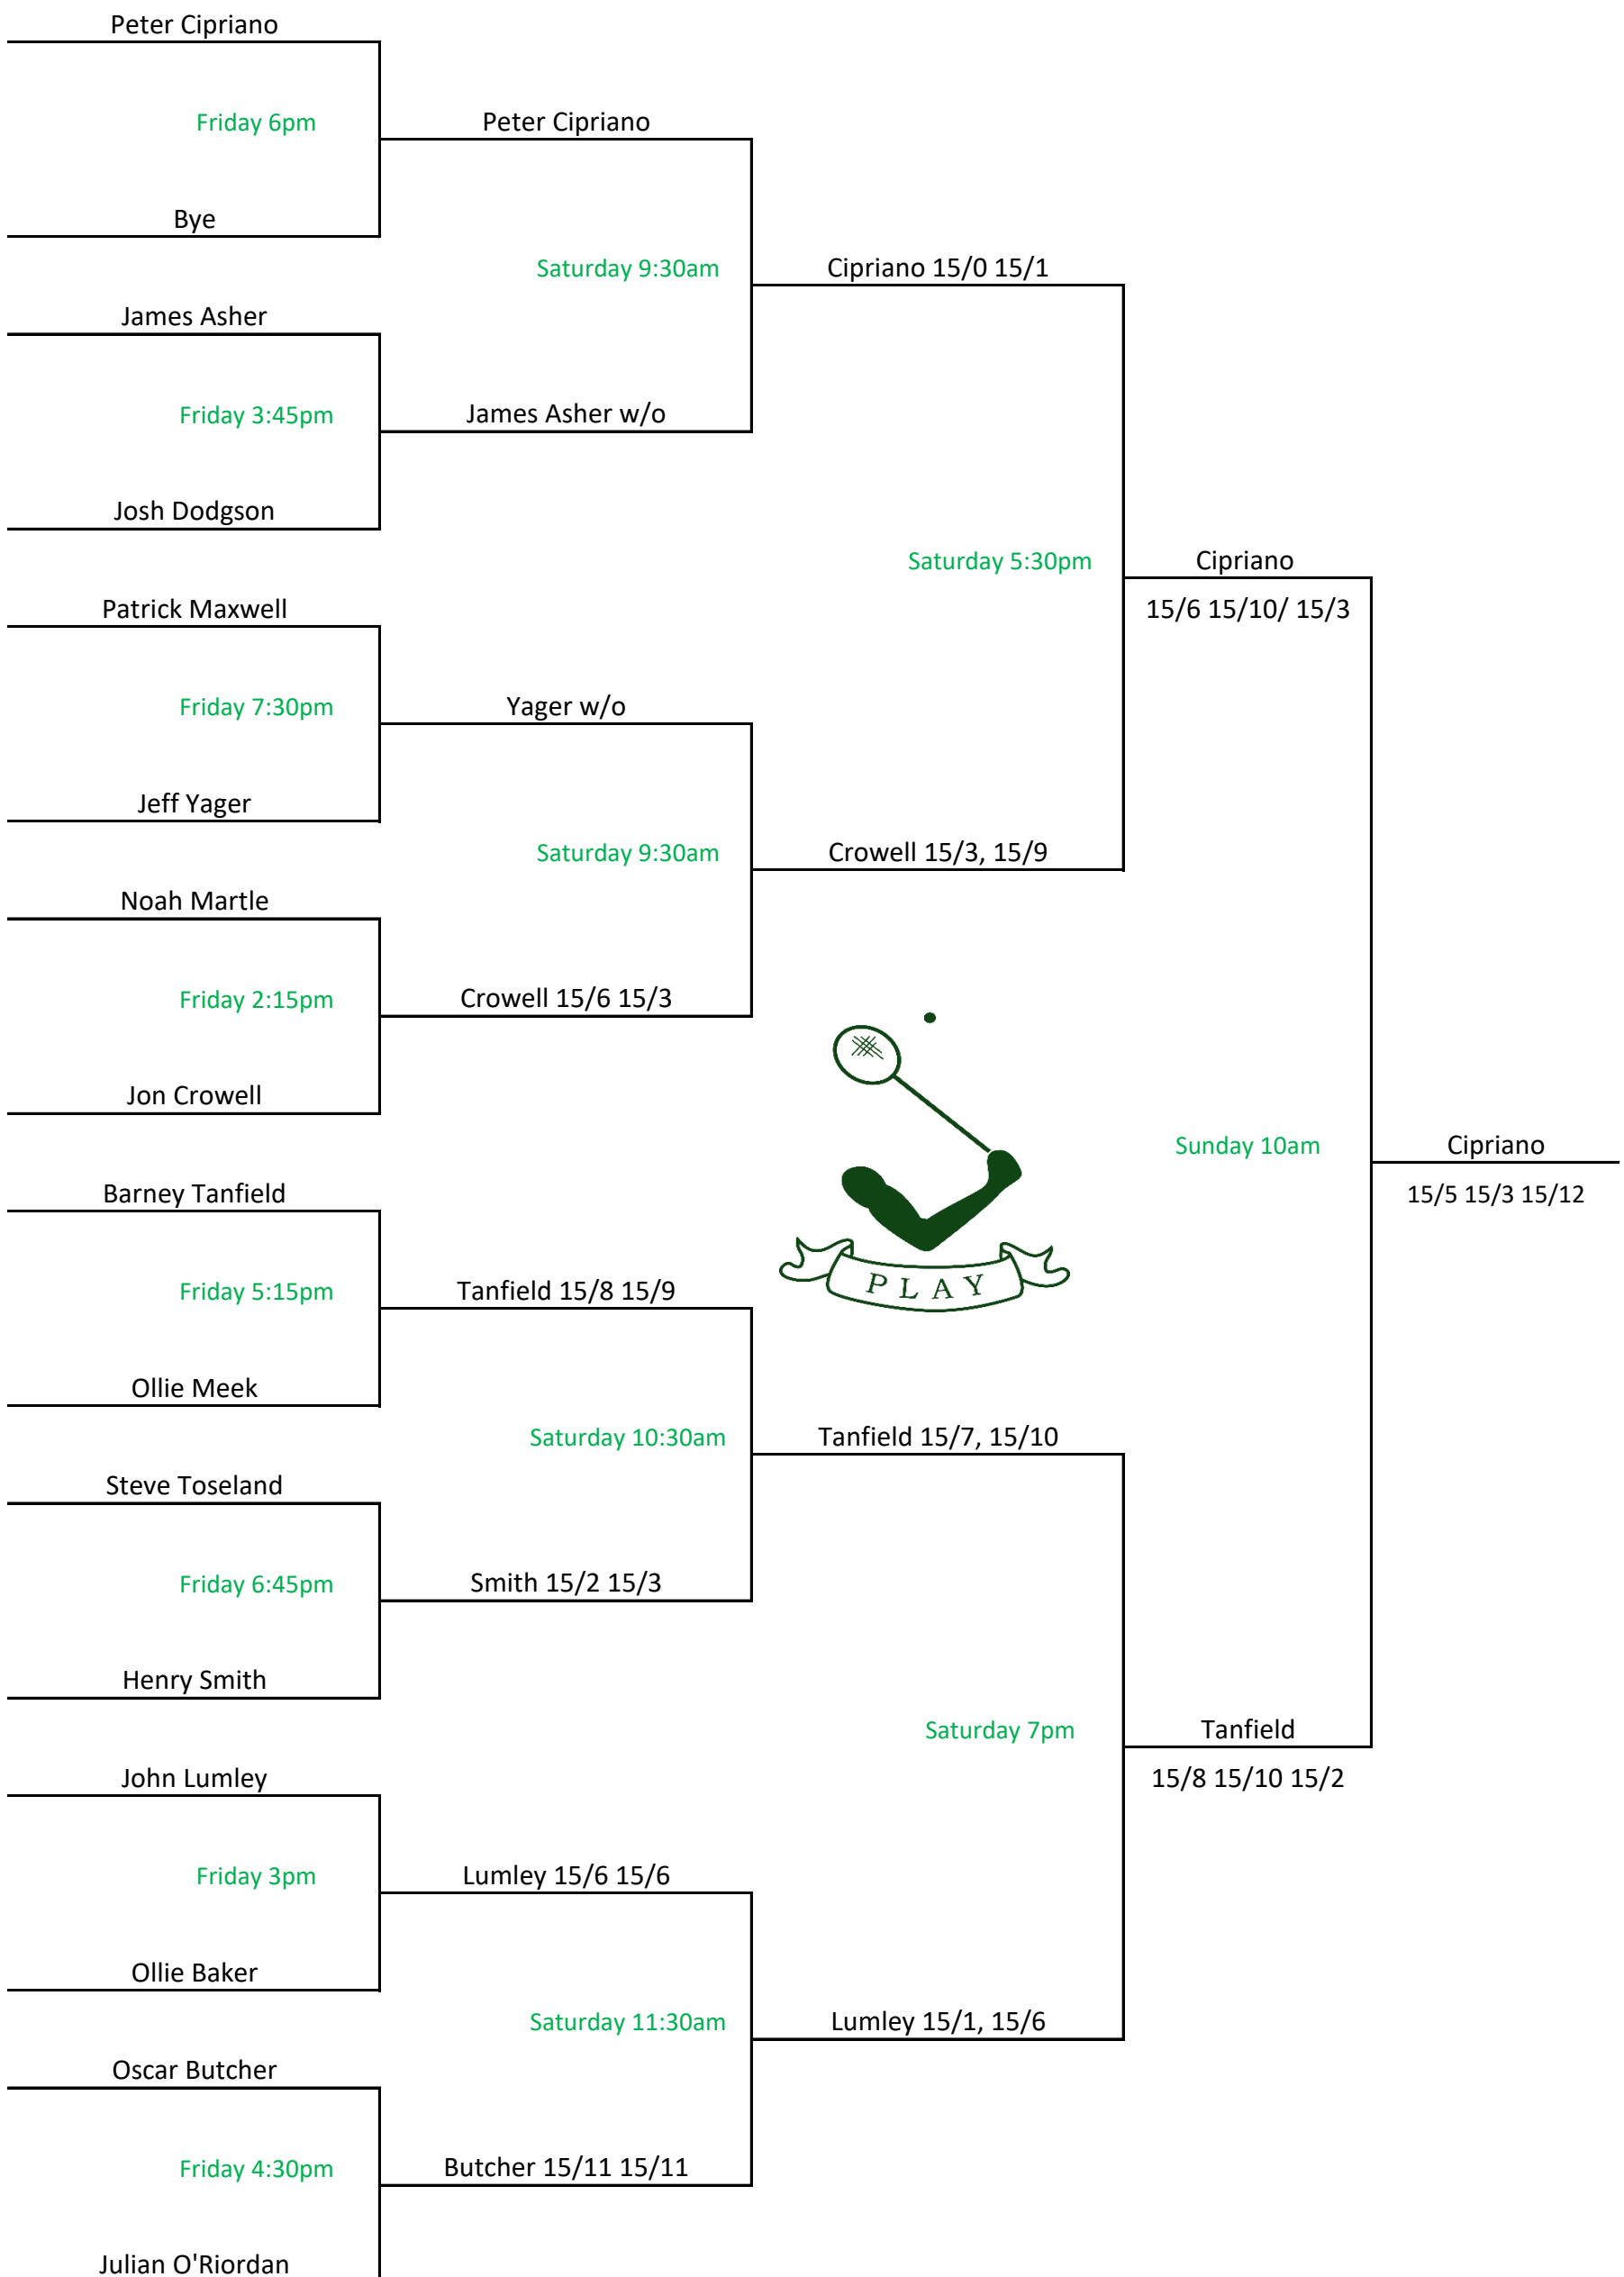 Peter Cipriano
Friday 6pm
Peter Cipriano
Bye
Saturday 9:30am
Cipriano 15/0 15/1
James Asher
Friday 3:45pm
James Asher w/o
Josh Dodgson
Saturday 5:30pm
Cipriano
15/6 15/10/ 15/3
Patrick Maxwell
Friday 7:30pm
Yager w/o
Jeff Yager
Saturday 9:30am
Crowell 15/3, 15/9
Noah Martle
Friday 2:15pm
Crowell 15/6 15/3
Jon Crowell
Sunday 10am
Cipriano
15/5 15/3 15/12
Barney Tanfield
Friday 5:15pm
Tanfield 15/8 15/9
PLAY
Ollie Meek
Saturday 10:30am
Tanfield 15/7, 15/10
Steve Toseland
Friday 6:45pm
Smith 15/2 15/3
Henry Smith
Saturday 7pm
Tanfield
15/8 15/10 15/2
John Lumley
Friday 3pm
Lumley 15/6 15/6
Ollie Baker
Saturday 11:30am
Lumley 15/1, 15/6
Oscar Butcher
Friday 4:30pm
Butcher 15/11 15/11
Julian O'Riordan